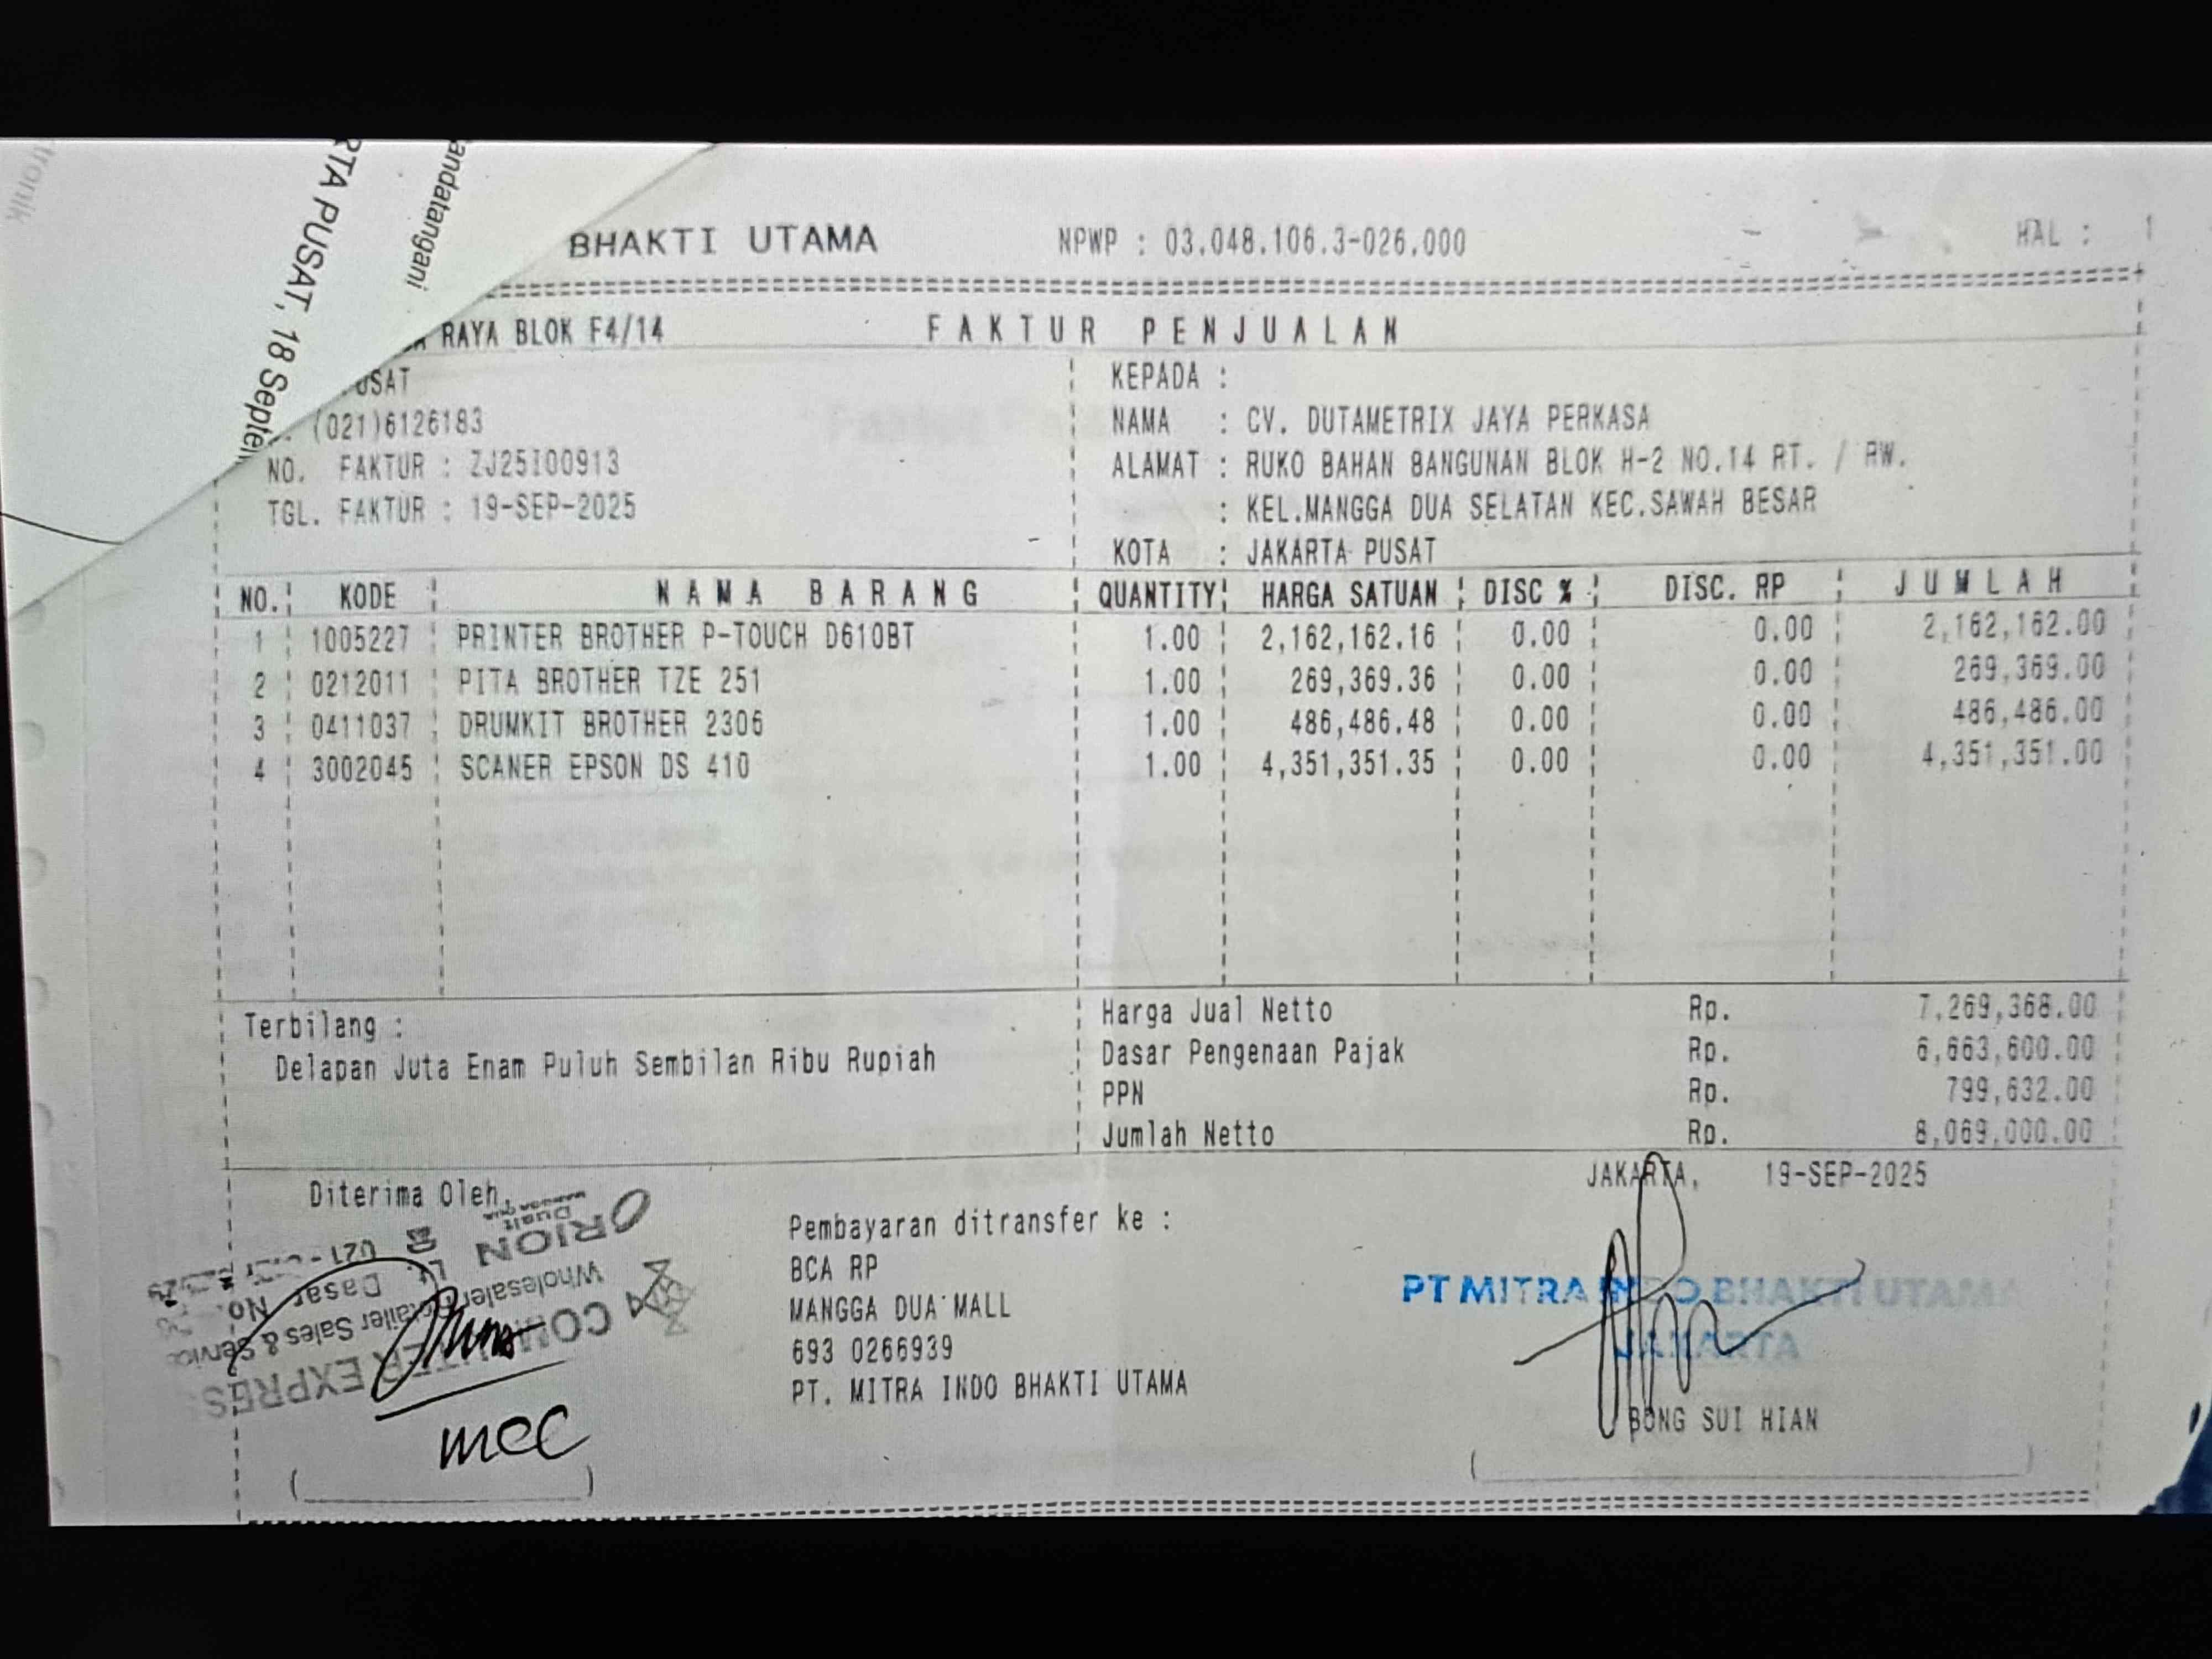 RTA PUSAT, 18 Septem
andatangani
BHAKTI UTAMA NPWP : 03.048.106.3-026.000 HAL : 1
RAYA BLOK F4/14 FAKTUR PENJUALAN
USAT
(021)6126183
NO. FAKTUR : ZJ25I00913
TGL. FAKTUR : 19-SEP-2025
KEPADA :
NAMA : CV. DUTAMETRIX JAYA PERKASA
ALAMAT : RUKO BAHAN BANGUNAN BLOK H-2 NO.14 RT. / RW.
: KEL.MANGGA DUA SELATAN KEC.SAWAH BESAR
KOTA : JAKARTA PUSAT
NO. KODE NAMA BARANG QUANTITY HARGA SATUAN DISC % DISC. RP JUMLAH
1 1005227 PRINTER BROTHER P-TOUCH D610BT 1.00 2,162,162.16 0.00 0.00 2,162,162.00
2 0212011 PITA BROTHER TZE 251 1.00 269,369.36 0.00 0.00 269,369.00
3 0411037 DRUMKIT BROTHER 2306 1.00 486,486.48 0.00 0.00 486,486.00
4 3002045 SCANER EPSON DS 410 1.00 4,351,351.35 0.00 0.00 4,351,351.00
Terbilang :
Delapan Juta Enam Puluh Sembilan Ribu Rupiah
Harga Jual Netto Rp. 7,269,368.00
Dasar Pengenaan Pajak Rp. 6,663,600.00
PPN Rp. 799,632.00
Jumlah Netto Rp. 8,069,000.00
JAKARTA, 19-SEP-2025
Diterima Oleh,
ORION
Dasar No.
Wholesaler Retailer Sales & Service
COMPUTER EXPRES
mcc
Pembayaran ditransfer ke :
BCA RP
MANGGA DUA MALL
693 0266939
PT. MITRA INDO BHAKTI UTAMA
PT MITRA INDO BHAKTI UTAMA
JAKARTA
BONG SUI HIAN